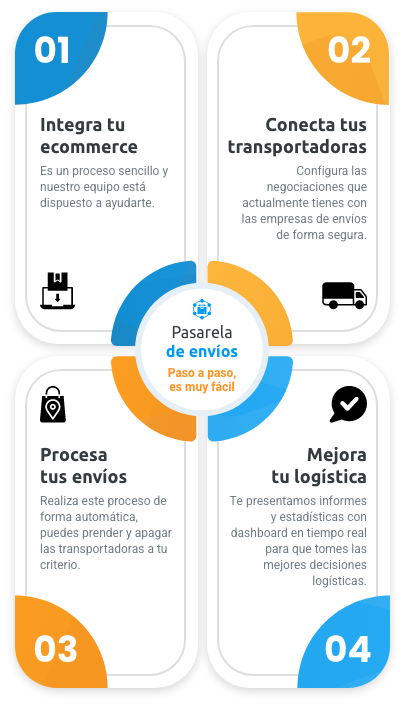 01
Integra tu
ecommerce
Es un proceso sencillo y
nuestro equipo está
dispuesto a ayudarte.
02
Conecta tus
transportadoras
Configura las
negociaciones que
actualmente tienes con
las empresas de envíos
de forma segura.
Pasarela
de envíos
Paso a paso,
es muy fácil
Procesa
tus envíos
Realiza este proceso de
forma automática,
puedes prender y apagar
las transportadoras a tu
criterio.
03
Mejora
tu logística
Te presentamos informes
y estadísticas con
dashboard en tiempo real
para que tomes las
mejores decisiones
logísticas.
04